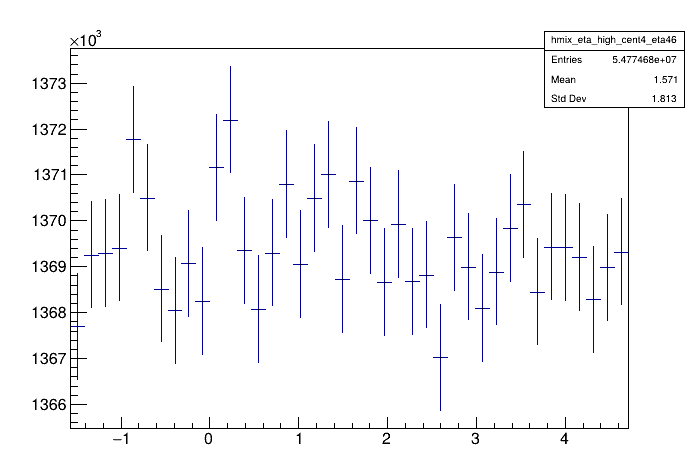 ×10³
hmix_eta_high_cent4_eta46
Entries 5.477468e+07
Mean 1.571
Std Dev 1.813
1373
1372
1371
1370
1369
1368
1367
1366
−1 0 1 2 3 4